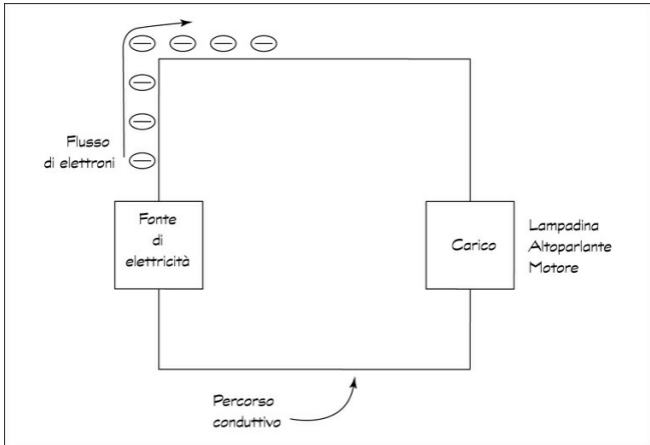 Flusso
di elettroni
Fonte
di
elettricità
Carico
Lampadina
Altoparlante
Motore
Percorso
conduttivo